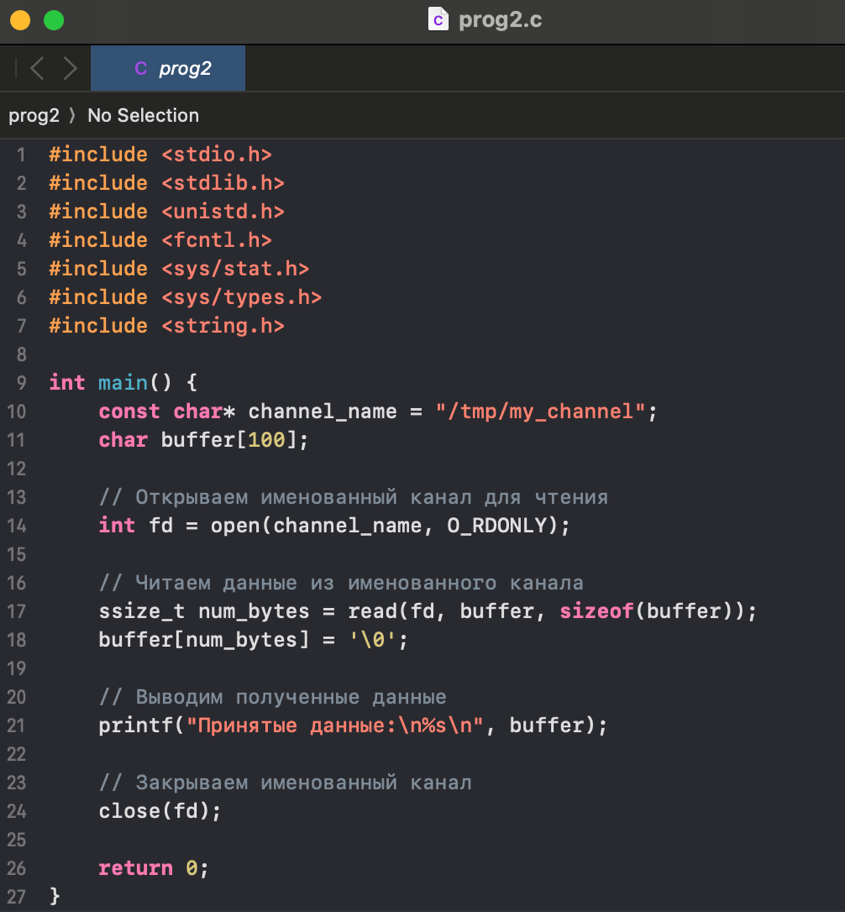 prog2.c
C prog2
prog2 ⟩ No Selection
1 #include <stdio.h>
2 #include <stdlib.h>
3 #include <unistd.h>
4 #include <fcntl.h>
5 #include <sys/stat.h>
6 #include <sys/types.h>
7 #include <string.h>
8
9 int main() {
10     const char* channel_name = "/tmp/my_channel";
11     char buffer[100];
12
13     // Открываем именованный канал для чтения
14     int fd = open(channel_name, O_RDONLY);
15
16     // Читаем данные из именованного канала
17     ssize_t num_bytes = read(fd, buffer, sizeof(buffer));
18     buffer[num_bytes] = '\0';
19
20     // Выводим полученные данные
21     printf("Принятые данные:\n%s\n", buffer);
22
23     // Закрываем именованный канал
24     close(fd);
25
26     return 0;
27 }